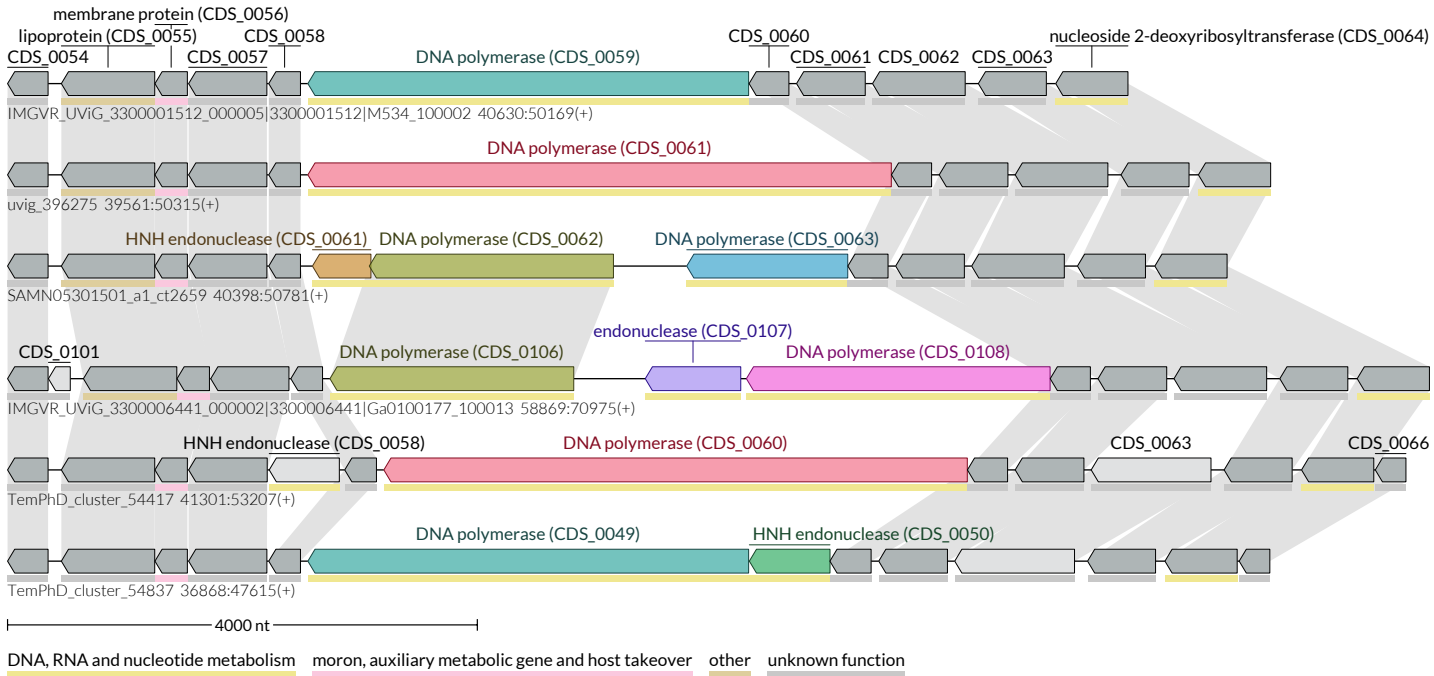 membrane protein (CDS_0056)
lipoprotein (CDS_0055) CDS_0058 CDS_0060 nucleoside 2-deoxyribosyltransferase (CDS_0064)
CDS_0054 CDS_0057 DNA polymerase (CDS_0059) CDS_0061 CDS_0062 CDS_0063
IMGVR_UViG_3300001512_000005|3300001512|M534_100002 40630:50169(+)
DNA polymerase (CDS_0061)
uvig_396275 39561:50315(+)
HNH endonuclease (CDS_0061) DNA polymerase (CDS_0062) DNA polymerase (CDS_0063)
SAMN05301501_a1_ct2659 40398:50781(+)
endonuclease (CDS_0107)
CDS_0101 DNA polymerase (CDS_0106) DNA polymerase (CDS_0108)
IMGVR_UViG_3300006441_000002|3300006441|Ga0100177_100013 58869:70975(+)
HNH endonuclease (CDS_0058) DNA polymerase (CDS_0060) CDS_0063 CDS_0066
TemPhD_cluster_54417 41301:53207(+)
DNA polymerase (CDS_0049) HNH endonuclease (CDS_0050)
TemPhD_cluster_54837 36868:47615(+)
4000 nt
DNA, RNA and nucleotide metabolism moron, auxiliary metabolic gene and host takeover other unknown function